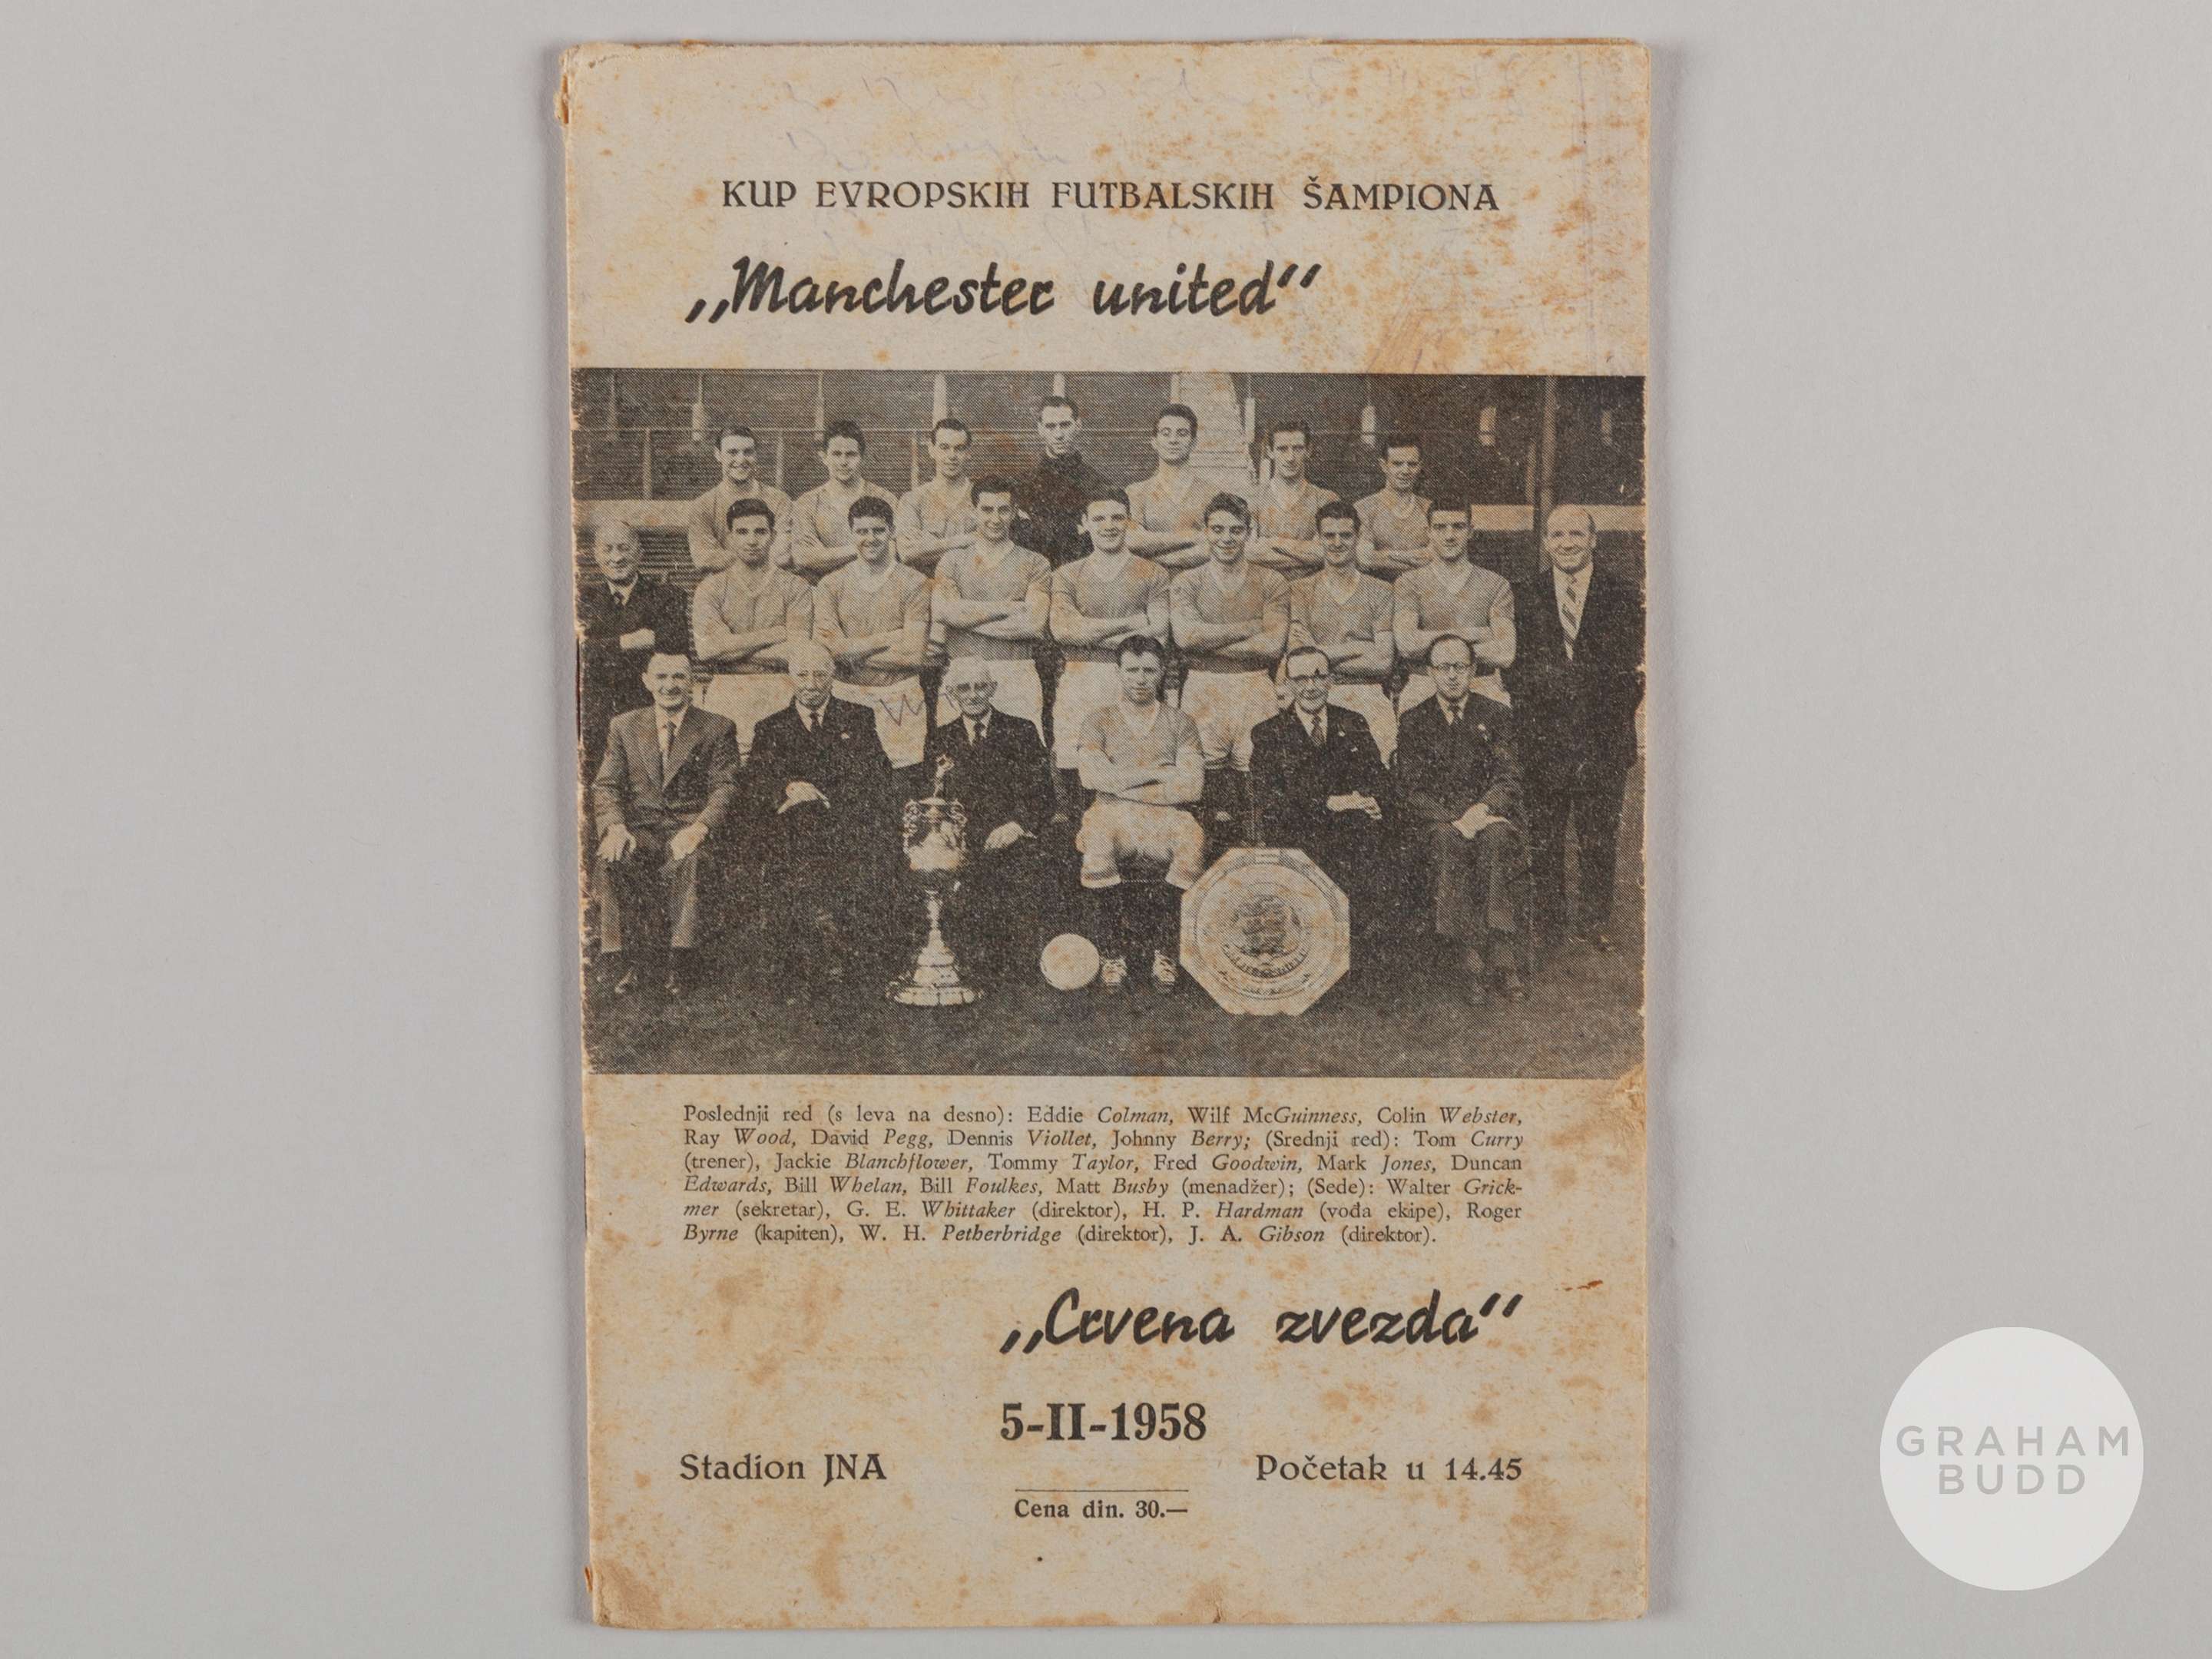 KUP EVROPSKIH FUTBALSKIH ŠAMPIONA
„Manchester united“
Poslednji red (s leva na desno): Eddie Colman, Wilf McGuinness, Colin Webster,
Ray Wood, David Pegg, Dennis Viollet, Johnny Berry; (Srednji red): Tom Curry
(trener), Jackie Blanchflower, Tommy Taylor, Fred Goodwin, Mark Jones, Duncan
Edwards, Bill Whelan, Bill Foulkes, Matt Busby (menadžer); (Sede): Walter Grick-
mer (sekretar), G. E. Whittaker (direktor), H. P. Hardman (vođa ekipe), Roger
Byrne (kapiten), W. H. Petherbridge (direktor), J. A. Gibson (direktor).
„Crvena zvezda“
5-II-1958
Stadion JNA Početak u 14.45
Cena din. 30.—
GRAHAM
BUDD